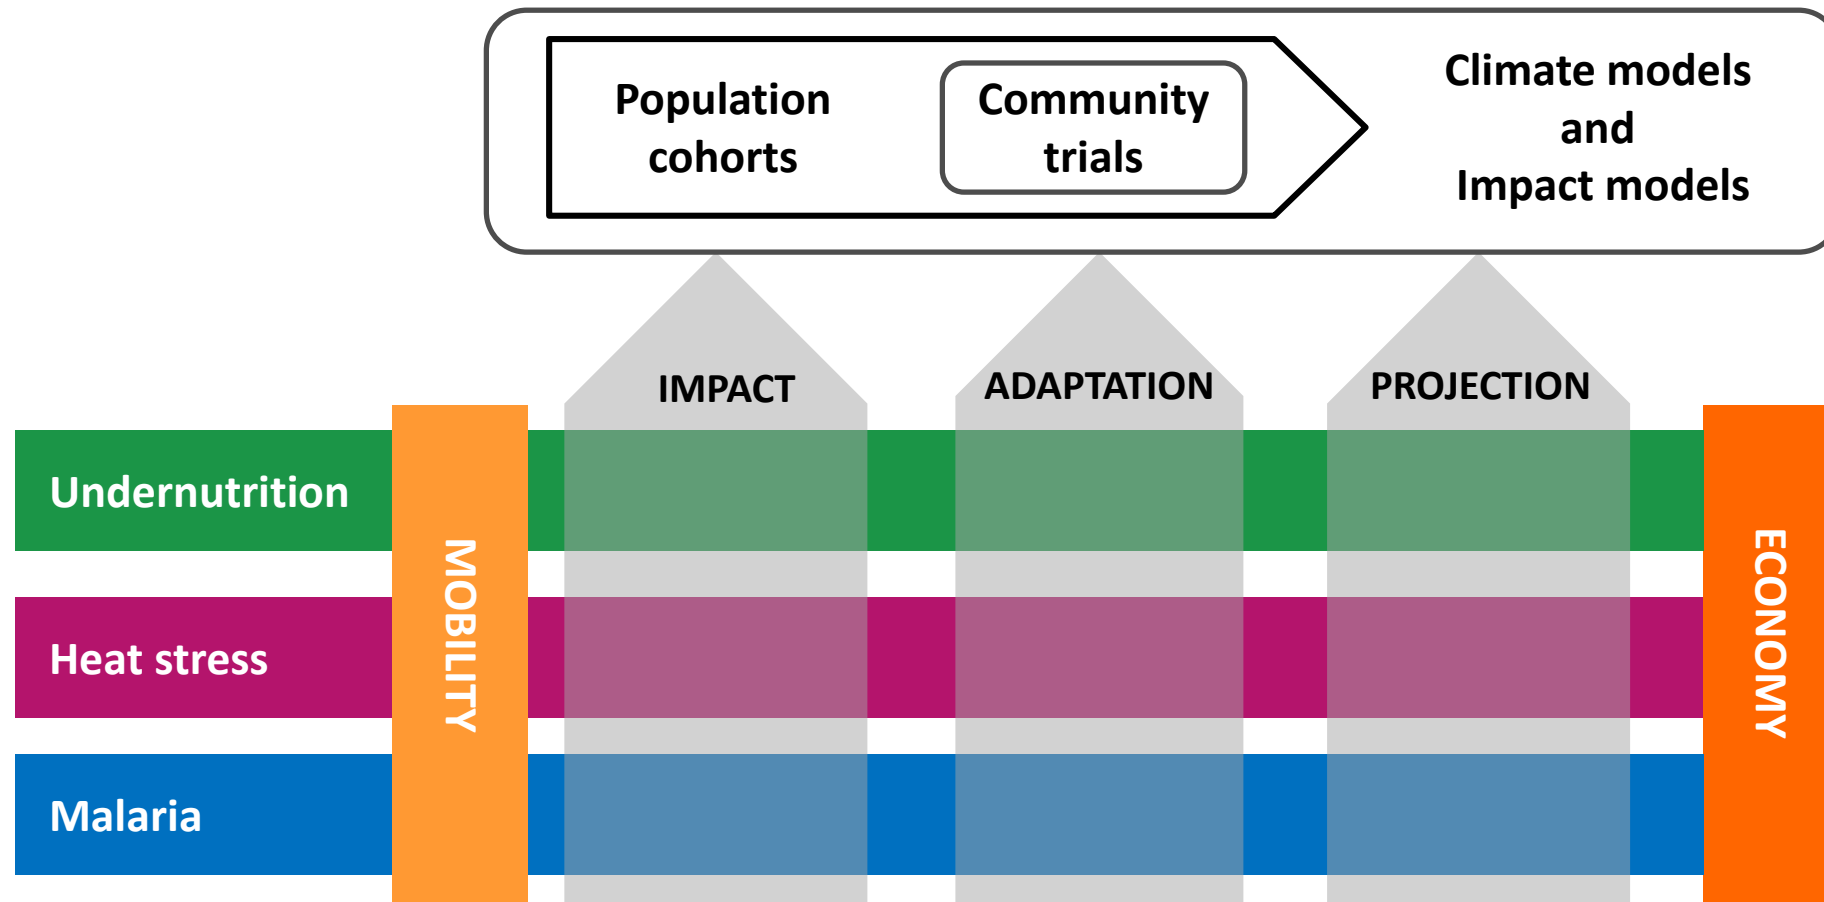 Population
cohorts
Community
trials
Climate models
and
Impact models
IMPACT
ADAPTATION
PROJECTION
Undernutrition
Heat stress
Malaria
MOBILITY
ECONOMY